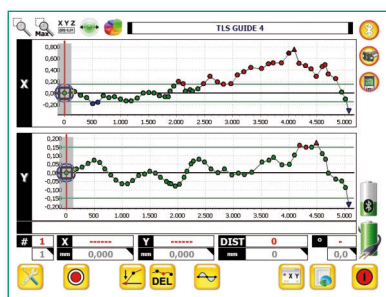 Max
X Y Z
TLS GUIDE 4
X
0,800
0,600
0,400
0,200
0,00
-0,200
0 500 1.000 1.500 2.000 2.500 3.000 3.500 4.000 4.500 5.000
Y
0,200
0,150
0,100
0,050
0,00
-0,050
-0,100
-0,150
-0,200
0 500 1.000 1.500 2.000 2.500 3.000 3.500 4.000 4.500 5.000
# 1 X ------ Y ------ DIST 0 ° -
1 mm 0,000 mm 0,000 mm 0 0,0
DEL
X Y